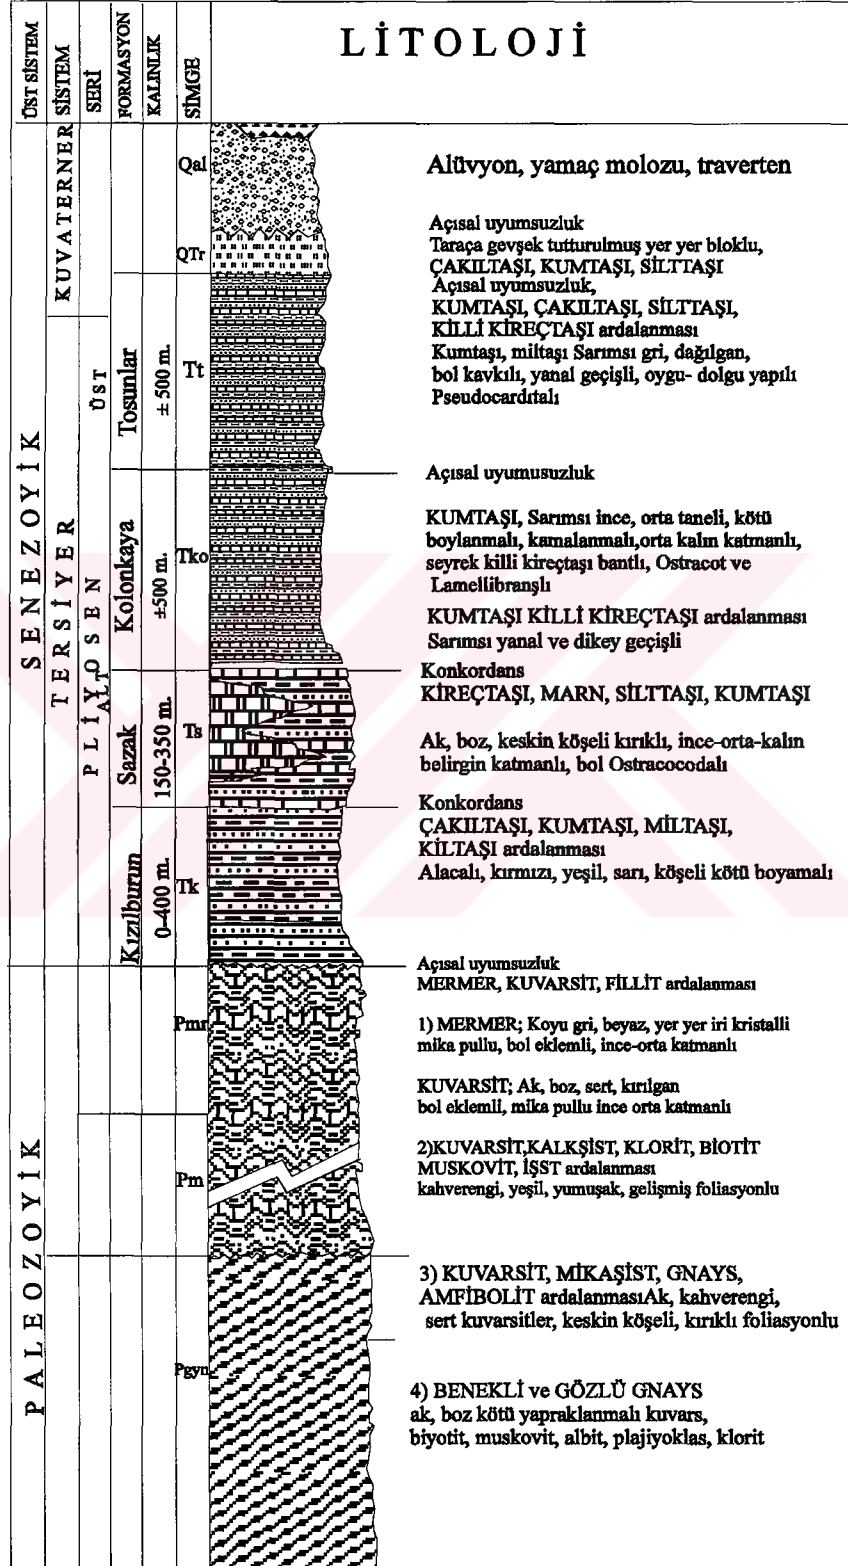 ÜST SİSTEM
SİSTEM
SERİ
FORMASYON
KALINLIK
SİMGE
LİTOLOJİ
SENEZOYİK
PALEOZOYİK
KUVATERNER
TERSİYER
PLİYOSEN
ÜST
ALT
Tosunlar
± 500 m.
Kolonkaya
±500 m.
Sazak
150-350 m.
Kızılburun
0-400 m.
Qal
QTr
Tt
Tko
Ts
Tk
Pmr
Pm
Pgyn
Alüvyon, yamaç molozu, traverten
Açısal uyumsuzluk
Taraça gevşek tutturulmuş yer yer bloklu,
ÇAKILTAŞI, KUMTAŞI, SİLTTAŞI
Açısal uyumsuzluk,
KUMTAŞI, ÇAKILTAŞI, SİLTTAŞI,
KİLLİ KİREÇTAŞI ardalanması
Kumtaşı, miltaşı Sarımsı gri, dağılgan,
bol kavkılı, yanal geçişli, oygu- dolgu yapılı
Pseudocarditalı
Açısal uyumusuzluk
KUMTAŞI, Sarımsı ince, orta taneli, kötü
boylanmalı, kamalanmalı,orta kalın katmanlı,
seyrek killi kireçtaşı bantlı, Ostracot ve
Lamellibranşlı
KUMTAŞI KİLLİ KİREÇTAŞI ardalanması
Sarımsı yanal ve dikey geçişli
Konkordans
KİREÇTAŞI, MARN, SİLTTAŞI, KUMTAŞI
Ak, boz, keskin köşeli kırıklı, ince-orta-kalın
belirgin katmanlı, bol Ostracocodalı
Konkordans
ÇAKILTAŞI, KUMTAŞI, MİLTAŞI,
KİLTAŞI ardalanması
Alacalı, kırmızı, yeşil, sarı, köşeli kötü boyamalı
Açısal uyumsuzluk
MERMER, KUVARSİT, FİLLİT ardalanması
1) MERMER; Koyu gri, beyaz, yer yer iri kristalli
mika pullu, bol eklemli, ince-orta katmanlı
KUVARSİT; Ak, boz, sert, kırılgan
bol eklemli, mika pullu ince orta katmanlı
2)KUVARSİT,KALKŞİST, KLORİT, BİOTİT
MUSKOVİT, İŞST ardalanması
kahverengi, yeşil, yumuşak, gelişmiş foliasyonlu
3) KUVARSİT, MİKAŞİST, GNAYS,
AMFİBOLİT ardalanmasıAk, kahverengi,
sert kuvarsitler, keskin köşeli, kırıklı foliasyonlu
4) BENEKLİ ve GÖZLÜ GNAYS
ak, boz kötü yapraklanmalı kuvars,
biyotit, muskovit, albit, plajiyoklas, klorit